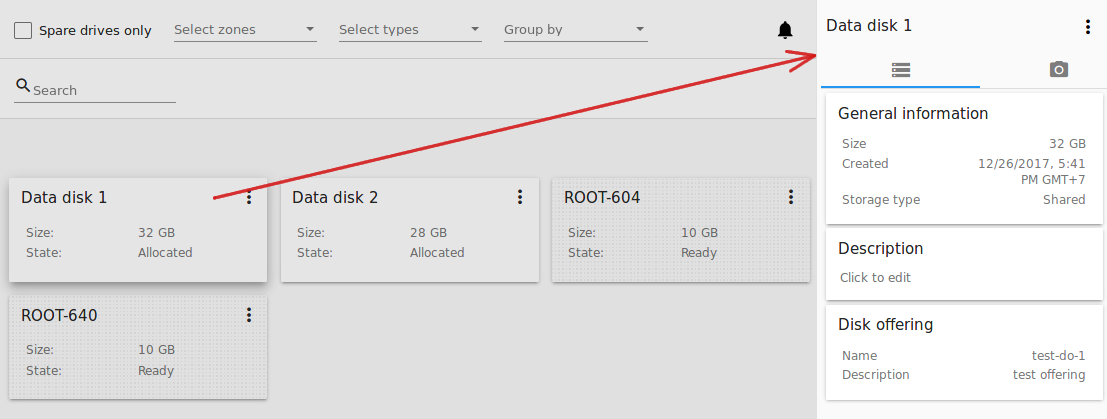 Spare drives only
Select zones
Select types
Group by
Search
Data disk 1
Size: 32 GB
State: Allocated
Data disk 2
Size: 28 GB
State: Allocated
ROOT-604
Size: 10 GB
State: Ready
ROOT-640
Size: 10 GB
State: Ready
Data disk 1
General information
Size 32 GB
Created 12/26/2017, 5:41
PM GMT+7
Storage type Shared
Description
Click to edit
Disk offering
Name test-do-1
Description test offering